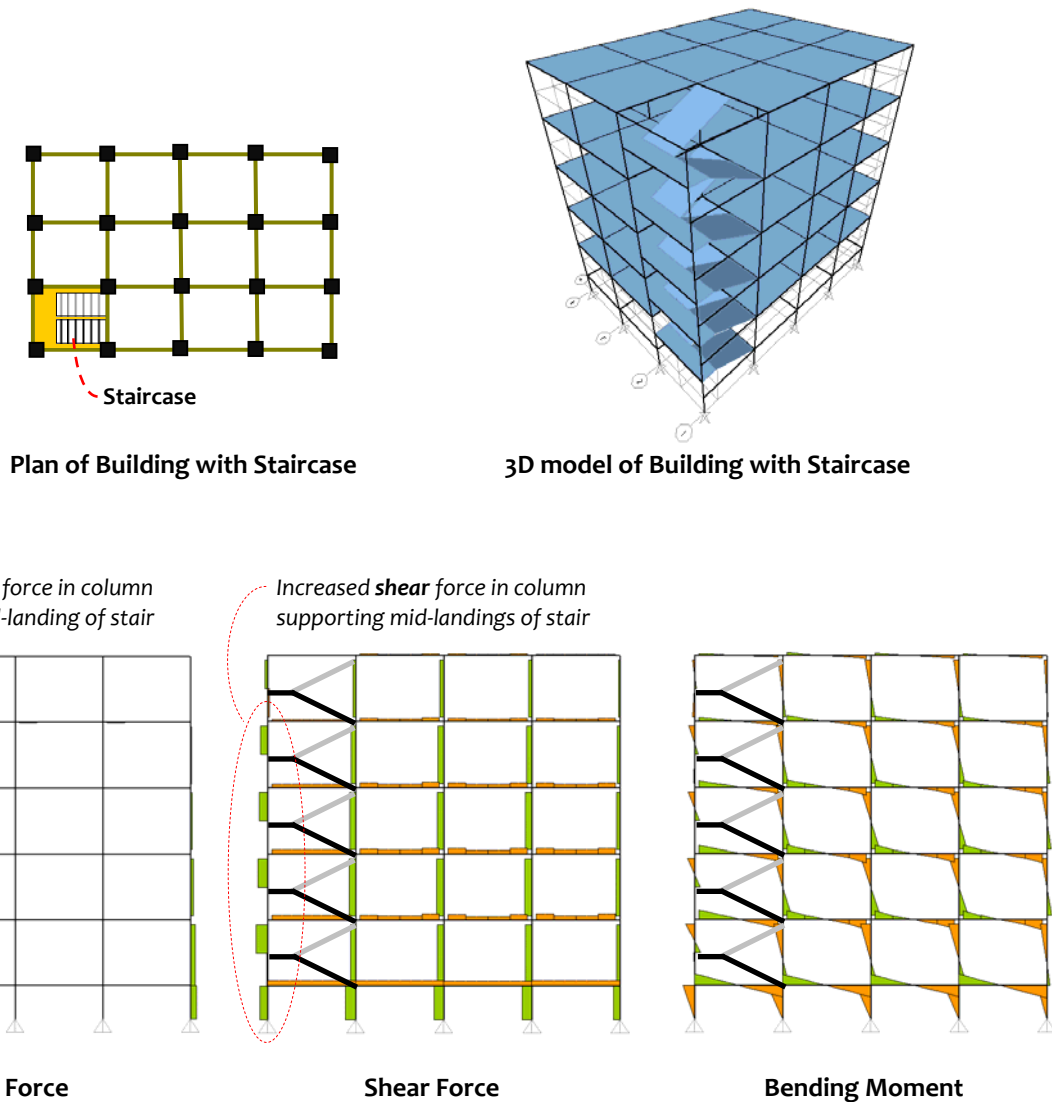 Staircase
Plan of Building with Staircase
3D model of Building with Staircase
force in column
-landing of stair
Increased shear force in column
supporting mid-landings of stair
Force
Shear Force
Bending Moment